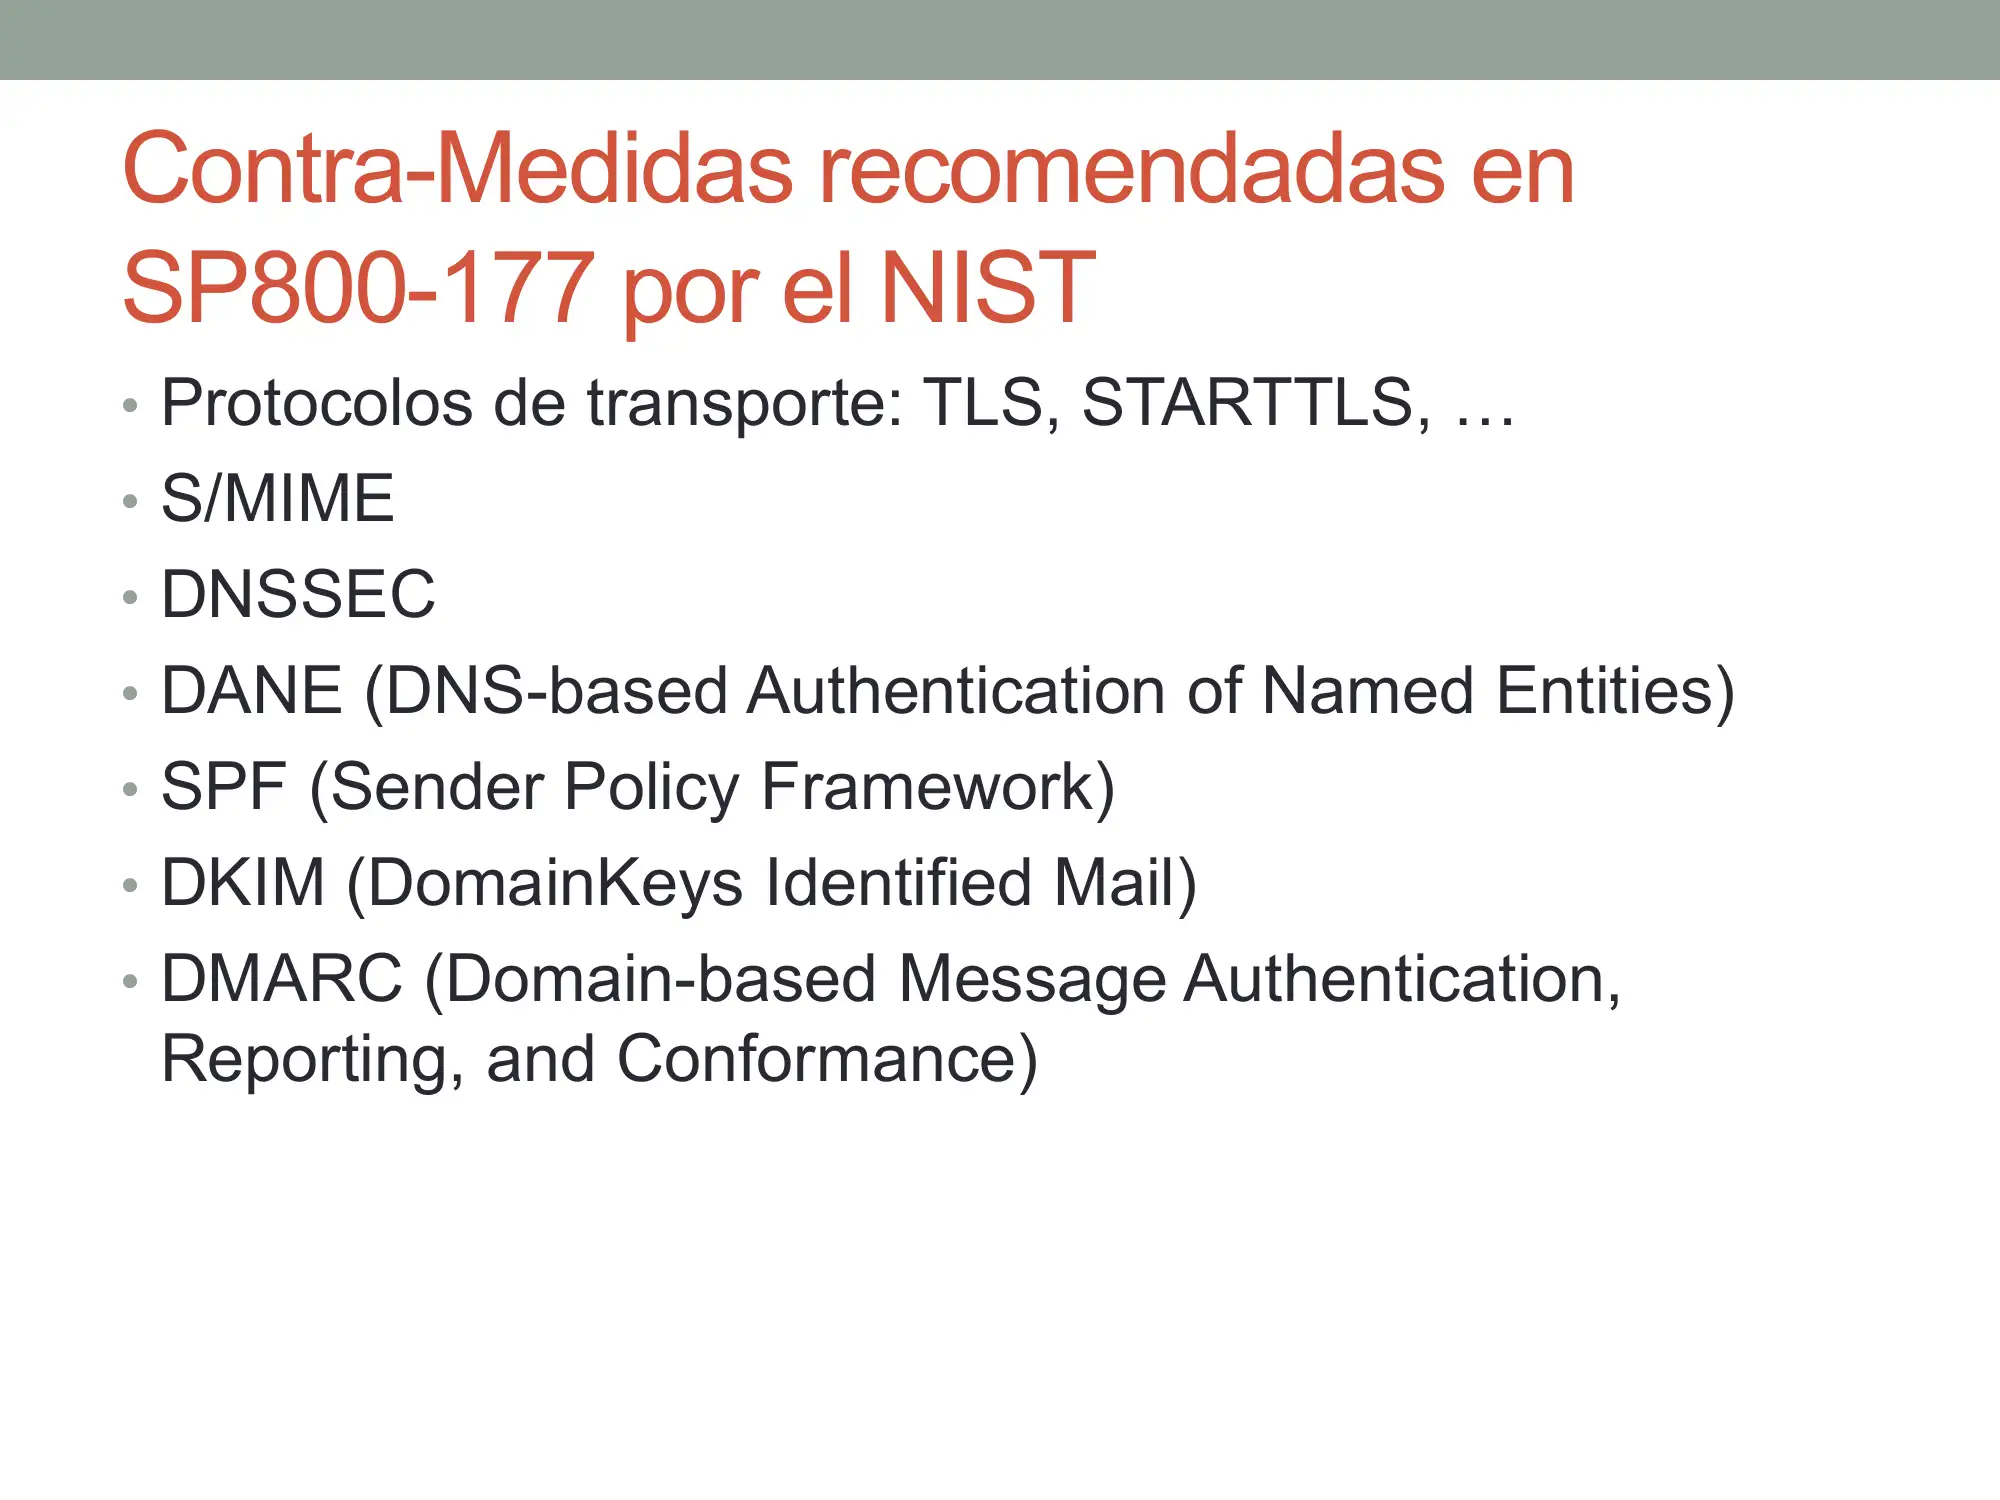 Contra-Medidas recomendadas en
SP800-177 por el NIST
• Protocolos de transporte: TLS, STARTTLS, …
• S/MIME
• DNSSEC
• DANE (DNS-based Authentication of Named Entities)
• SPF (Sender Policy Framework)
• DKIM (DomainKeys Identified Mail)
• DMARC (Domain-based Message Authentication,
Reporting, and Conformance)